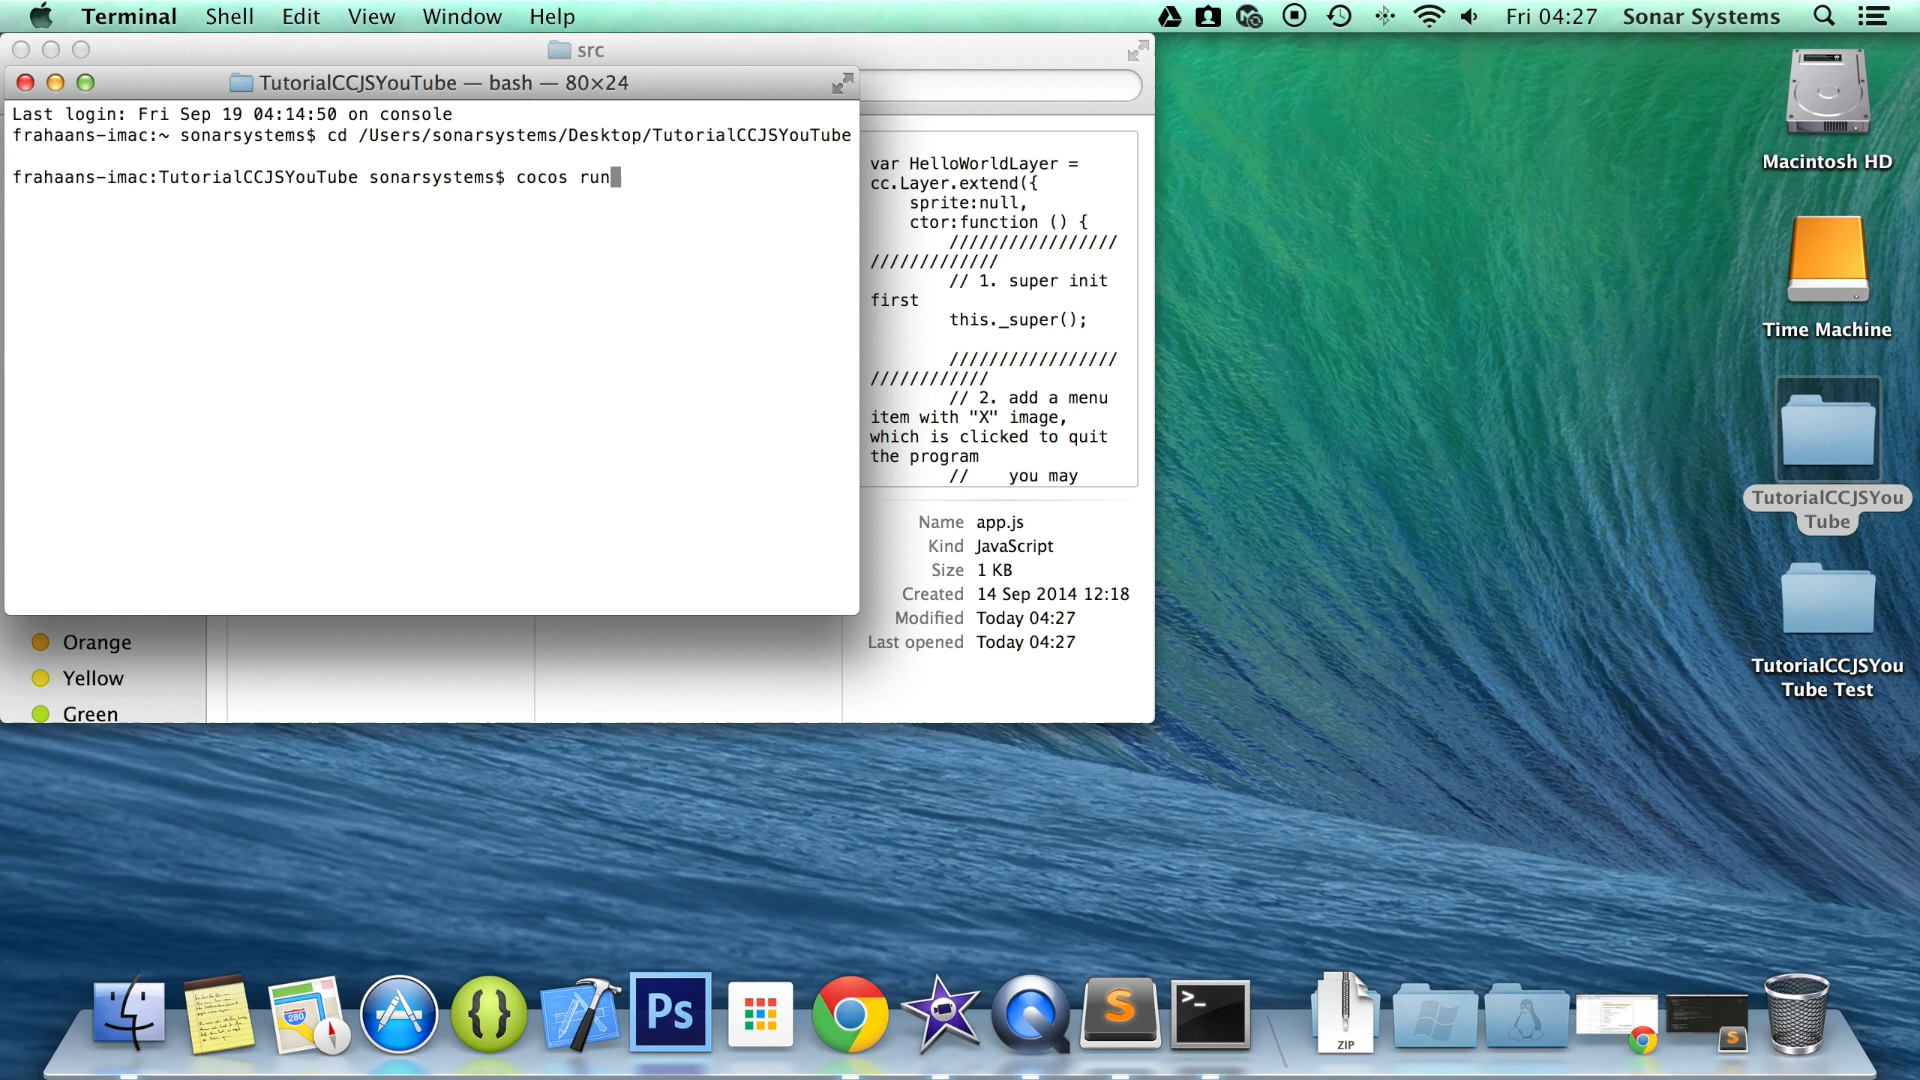 Terminal Shell Edit View Window Help
Fri 04:27 Sonar Systems
src
TutorialCCJSYouTube — bash — 80×24
Last login: Fri Sep 19 04:14:50 on console
frahaans-imac:~ sonarsystems$ cd /Users/sonarsystems/Desktop/TutorialCCJSYouTube
frahaans-imac:TutorialCCJSYouTube sonarsystems$ cocos run
var HelloWorldLayer =
cc.Layer.extend({
sprite:null,
ctor:function () {
/////////////////
/////////////
// 1. super init
first
this._super();
/////////////////
////////////
// 2. add a menu
item with "X" image,
which is clicked to quit
the program
// you may
Name app.js
Kind JavaScript
Size 1 KB
Created 14 Sep 2014 12:18
Modified Today 04:27
Last opened Today 04:27
Orange
Yellow
Green
Macintosh HD
Time Machine
TutorialCCJSYou
Tube
TutorialCCJSYou
Tube Test
280
Ps
S
>_
ZIP
S